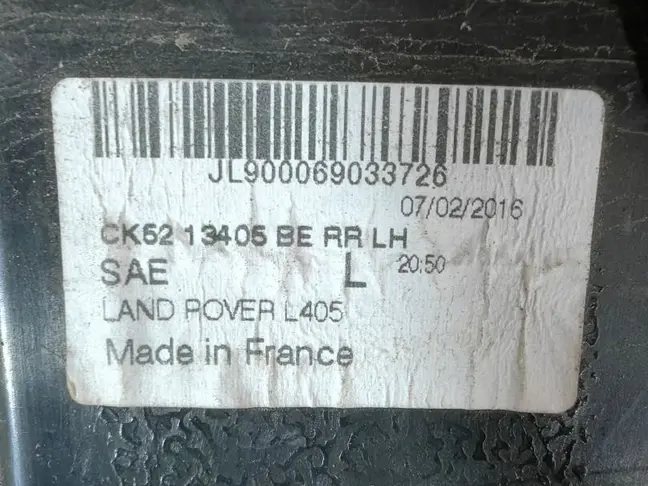 JL900069033726
07/02/2016
CK52 13405 BE RR LH
SAE L 20:50
LAND ROVER L405
Made in France